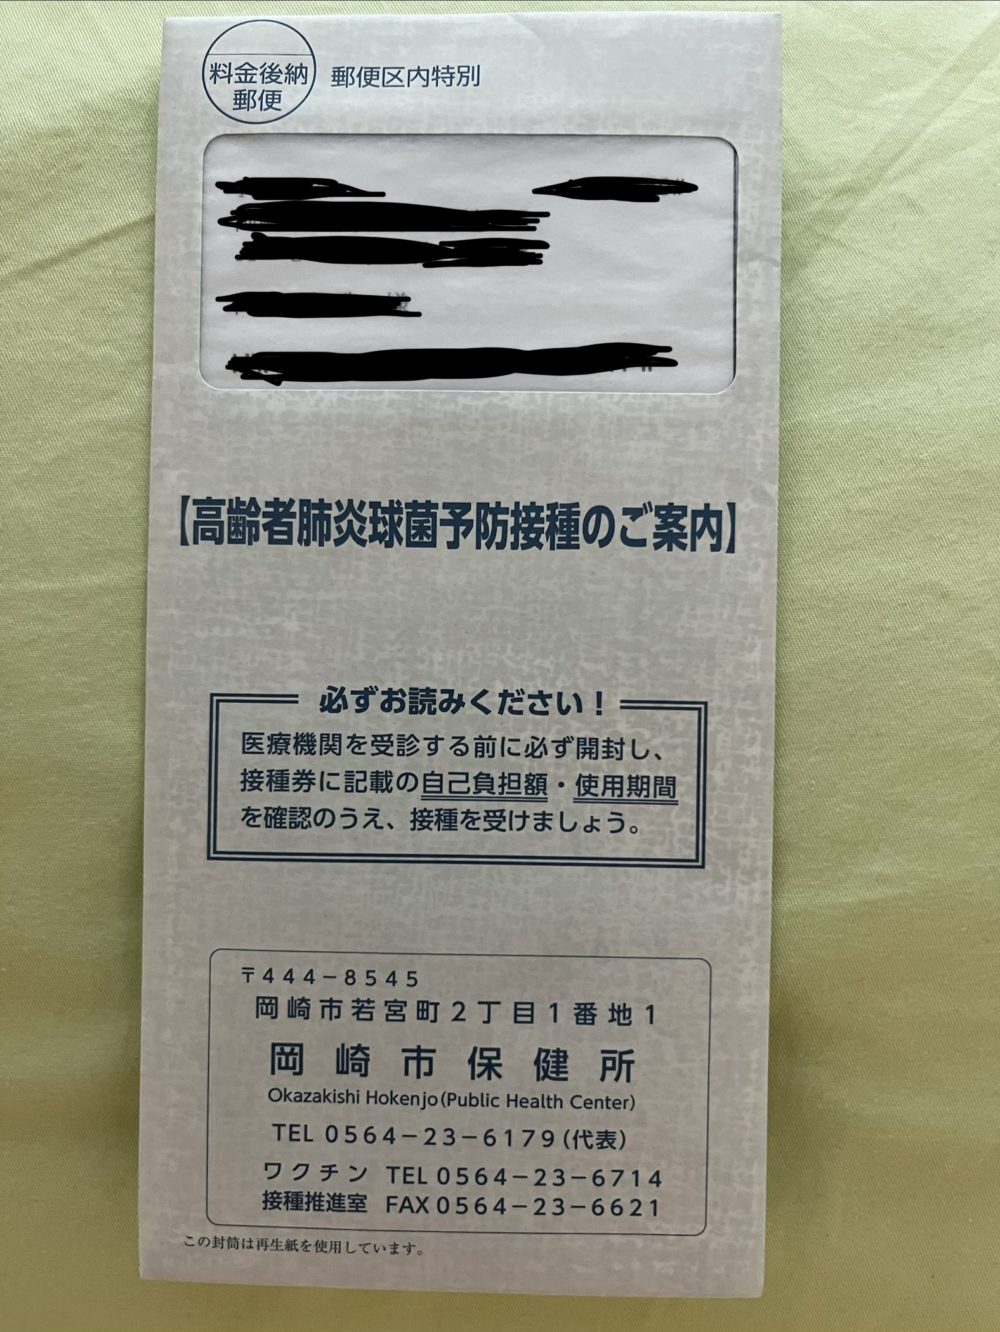 料金後納
郵便
郵便区内特別
【高齢者肺炎球菌予防接種のご案内】
必ずお読みください！
医療機関を受診する前に必ず開封し、
接種券に記載の自己負担額・使用期間
を確認のうえ、接種を受けましょう。
〒444－8545
岡崎市若宮町2丁目1番地1
岡崎市保健所
Okazakishi Hokenjo(Public Health Center)
TEL 0564－23－6179(代表)
ワクチン TEL 0564－23－6714
接種推進室 FAX 0564－23－6621
この封筒は再生紙を使用しています。